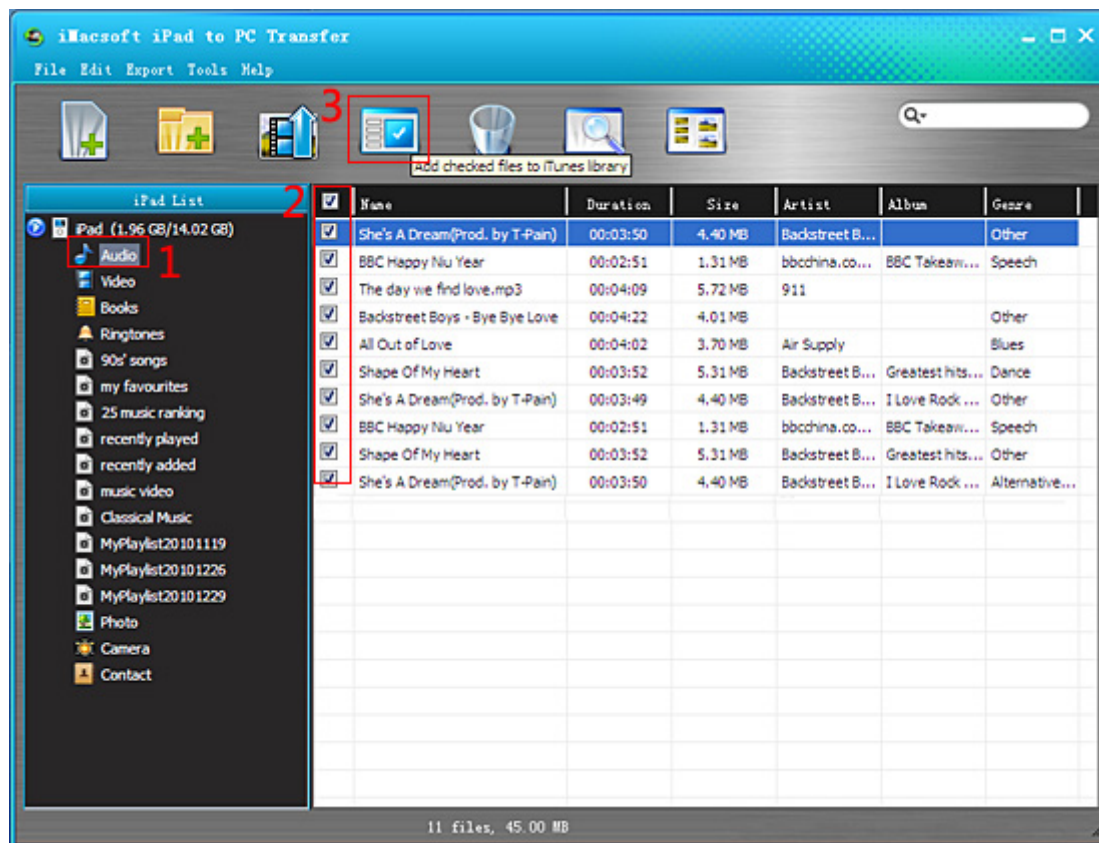 iMacsoft iPad to PC Transfer
File Edit Export Tools Help
3
Add checked files to iTunes library
iPad List
2
Name Duration Size Artist Album Genre
iPad (1.96 GB/14.02 GB)
Audio
1
Video
Books
Ringtones
90s' songs
my favourites
25 music ranking
recently played
recently added
music video
Classical Music
MyPlaylist20101119
MyPlaylist20101226
MyPlaylist20101229
Photo
Camera
Contact
She's A Dream(Prod. by T-Pain) 00:03:50 4.40 MB Backstreet B... Other
BBC Happy Niu Year 00:02:51 1.31 MB bbcchina.co... BBC Takeaw... Speech
The day we find love.mp3 00:04:09 5.72 MB 911
Backstreet Boys - Bye Bye Love 00:04:22 4.01 MB Other
All Out of Love 00:04:02 3.70 MB Air Supply Blues
Shape Of My Heart 00:03:52 5.31 MB Backstreet B... Greatest hits... Dance
She's A Dream(Prod. by T-Pain) 00:03:49 4.40 MB Backstreet B... I Love Rock ... Other
BBC Happy Niu Year 00:02:51 1.31 MB bbcchina.co... BBC Takeaw... Speech
Shape Of My Heart 00:03:52 5.31 MB Backstreet B... Greatest hits... Other
She's A Dream(Prod. by T-Pain) 00:03:50 4.40 MB Backstreet B... I Love Rock ... Alternative...
11 files, 45.00 MB